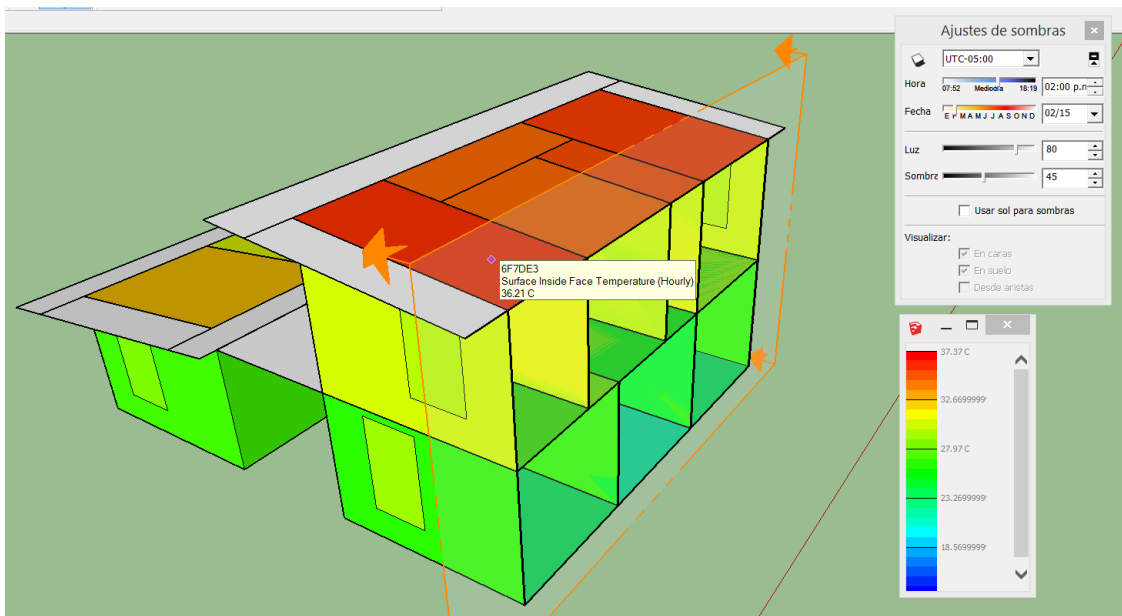 Ajustes de sombras
UTC-05:00
Hora
07:52 Mediodía 18:19
02:00 p.n
Fecha
E F M A M J J A S O N D
02/15
Luz
80
Sombra
45
Usar sol para sombras
Visualizar:
En caras
En suelo
Desde aristas
6F7DE3
Surface Inside Face Temperature (Hourly)
36.21 C
37.37 C
32.6699999
27.97 C
23.2699999
18.5699999